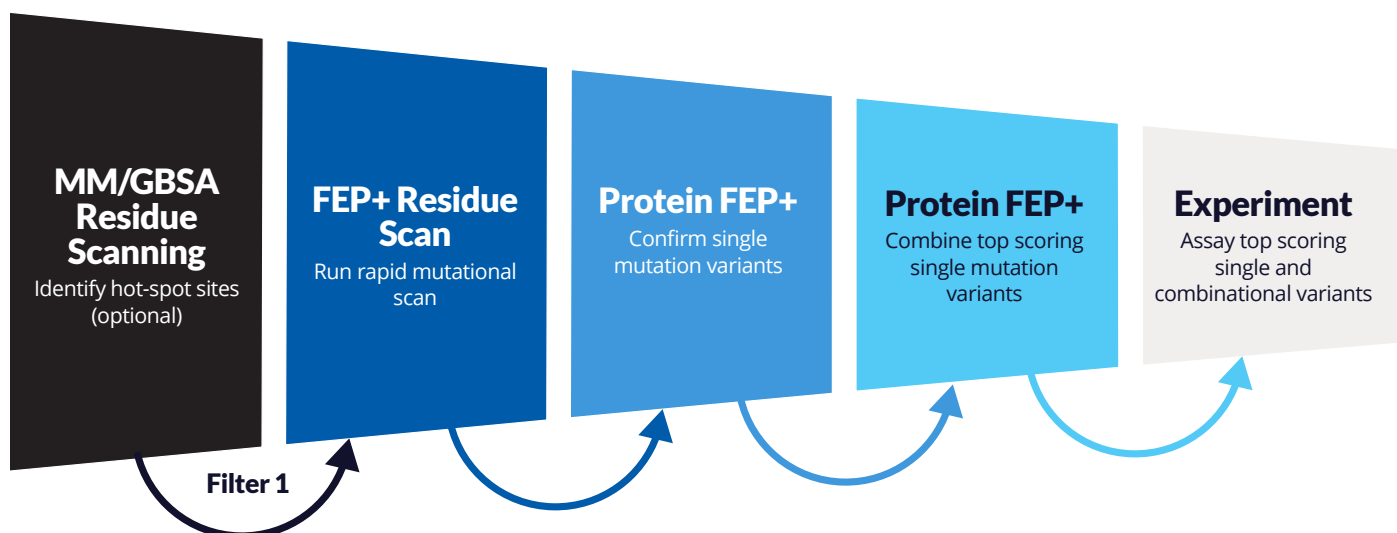 MM/GBSA
Residue
Scanning
Identify hot-spot sites
(optional)
FEP+ Residue
Scan
Run rapid mutational
scan
Protein FEP+
Confirm single
mutation variants
Protein FEP+
Combine top scoring
single mutation
variants
Experiment
Assay top scoring
single and
combinational variants
Filter 1